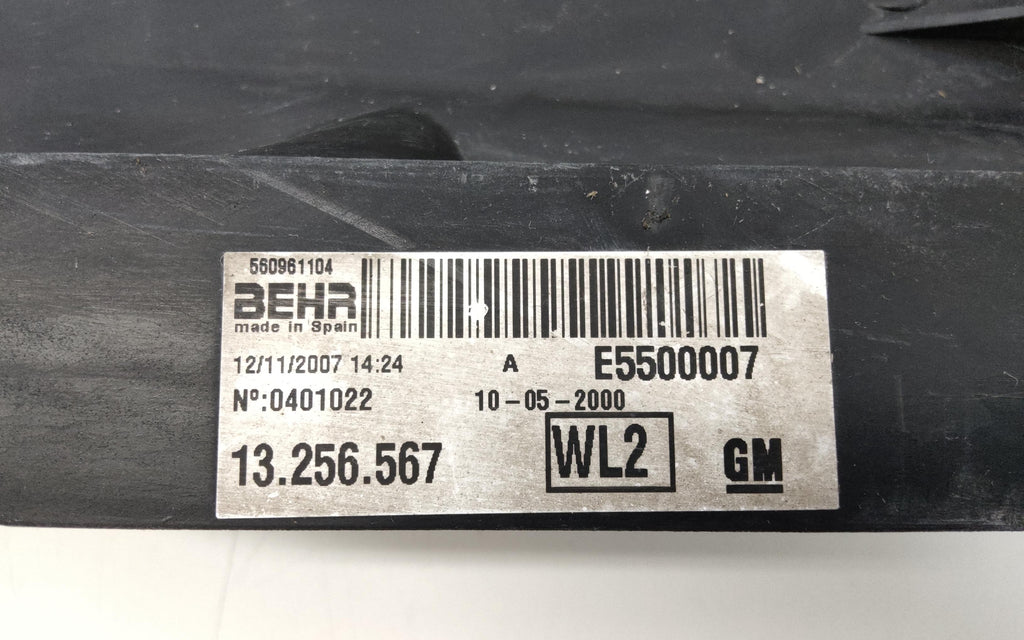 560961104
BEHR
made in Spain
12/11/2007 14:24 A E5500007
Nº:0401022 10-05-2000
13.256.567 WL2 GM